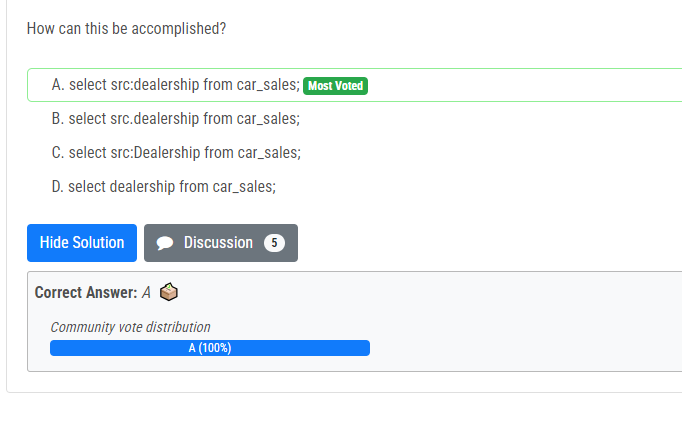 How can this be accomplished?
A. select src:dealership from car_sales; Most Voted
B. select src.dealership from car_sales;
C. select src:Dealership from car_sales;
D. select dealership from car_sales;
Hide Solution Discussion 5
Correct Answer: A
Community vote distribution
A (100%)